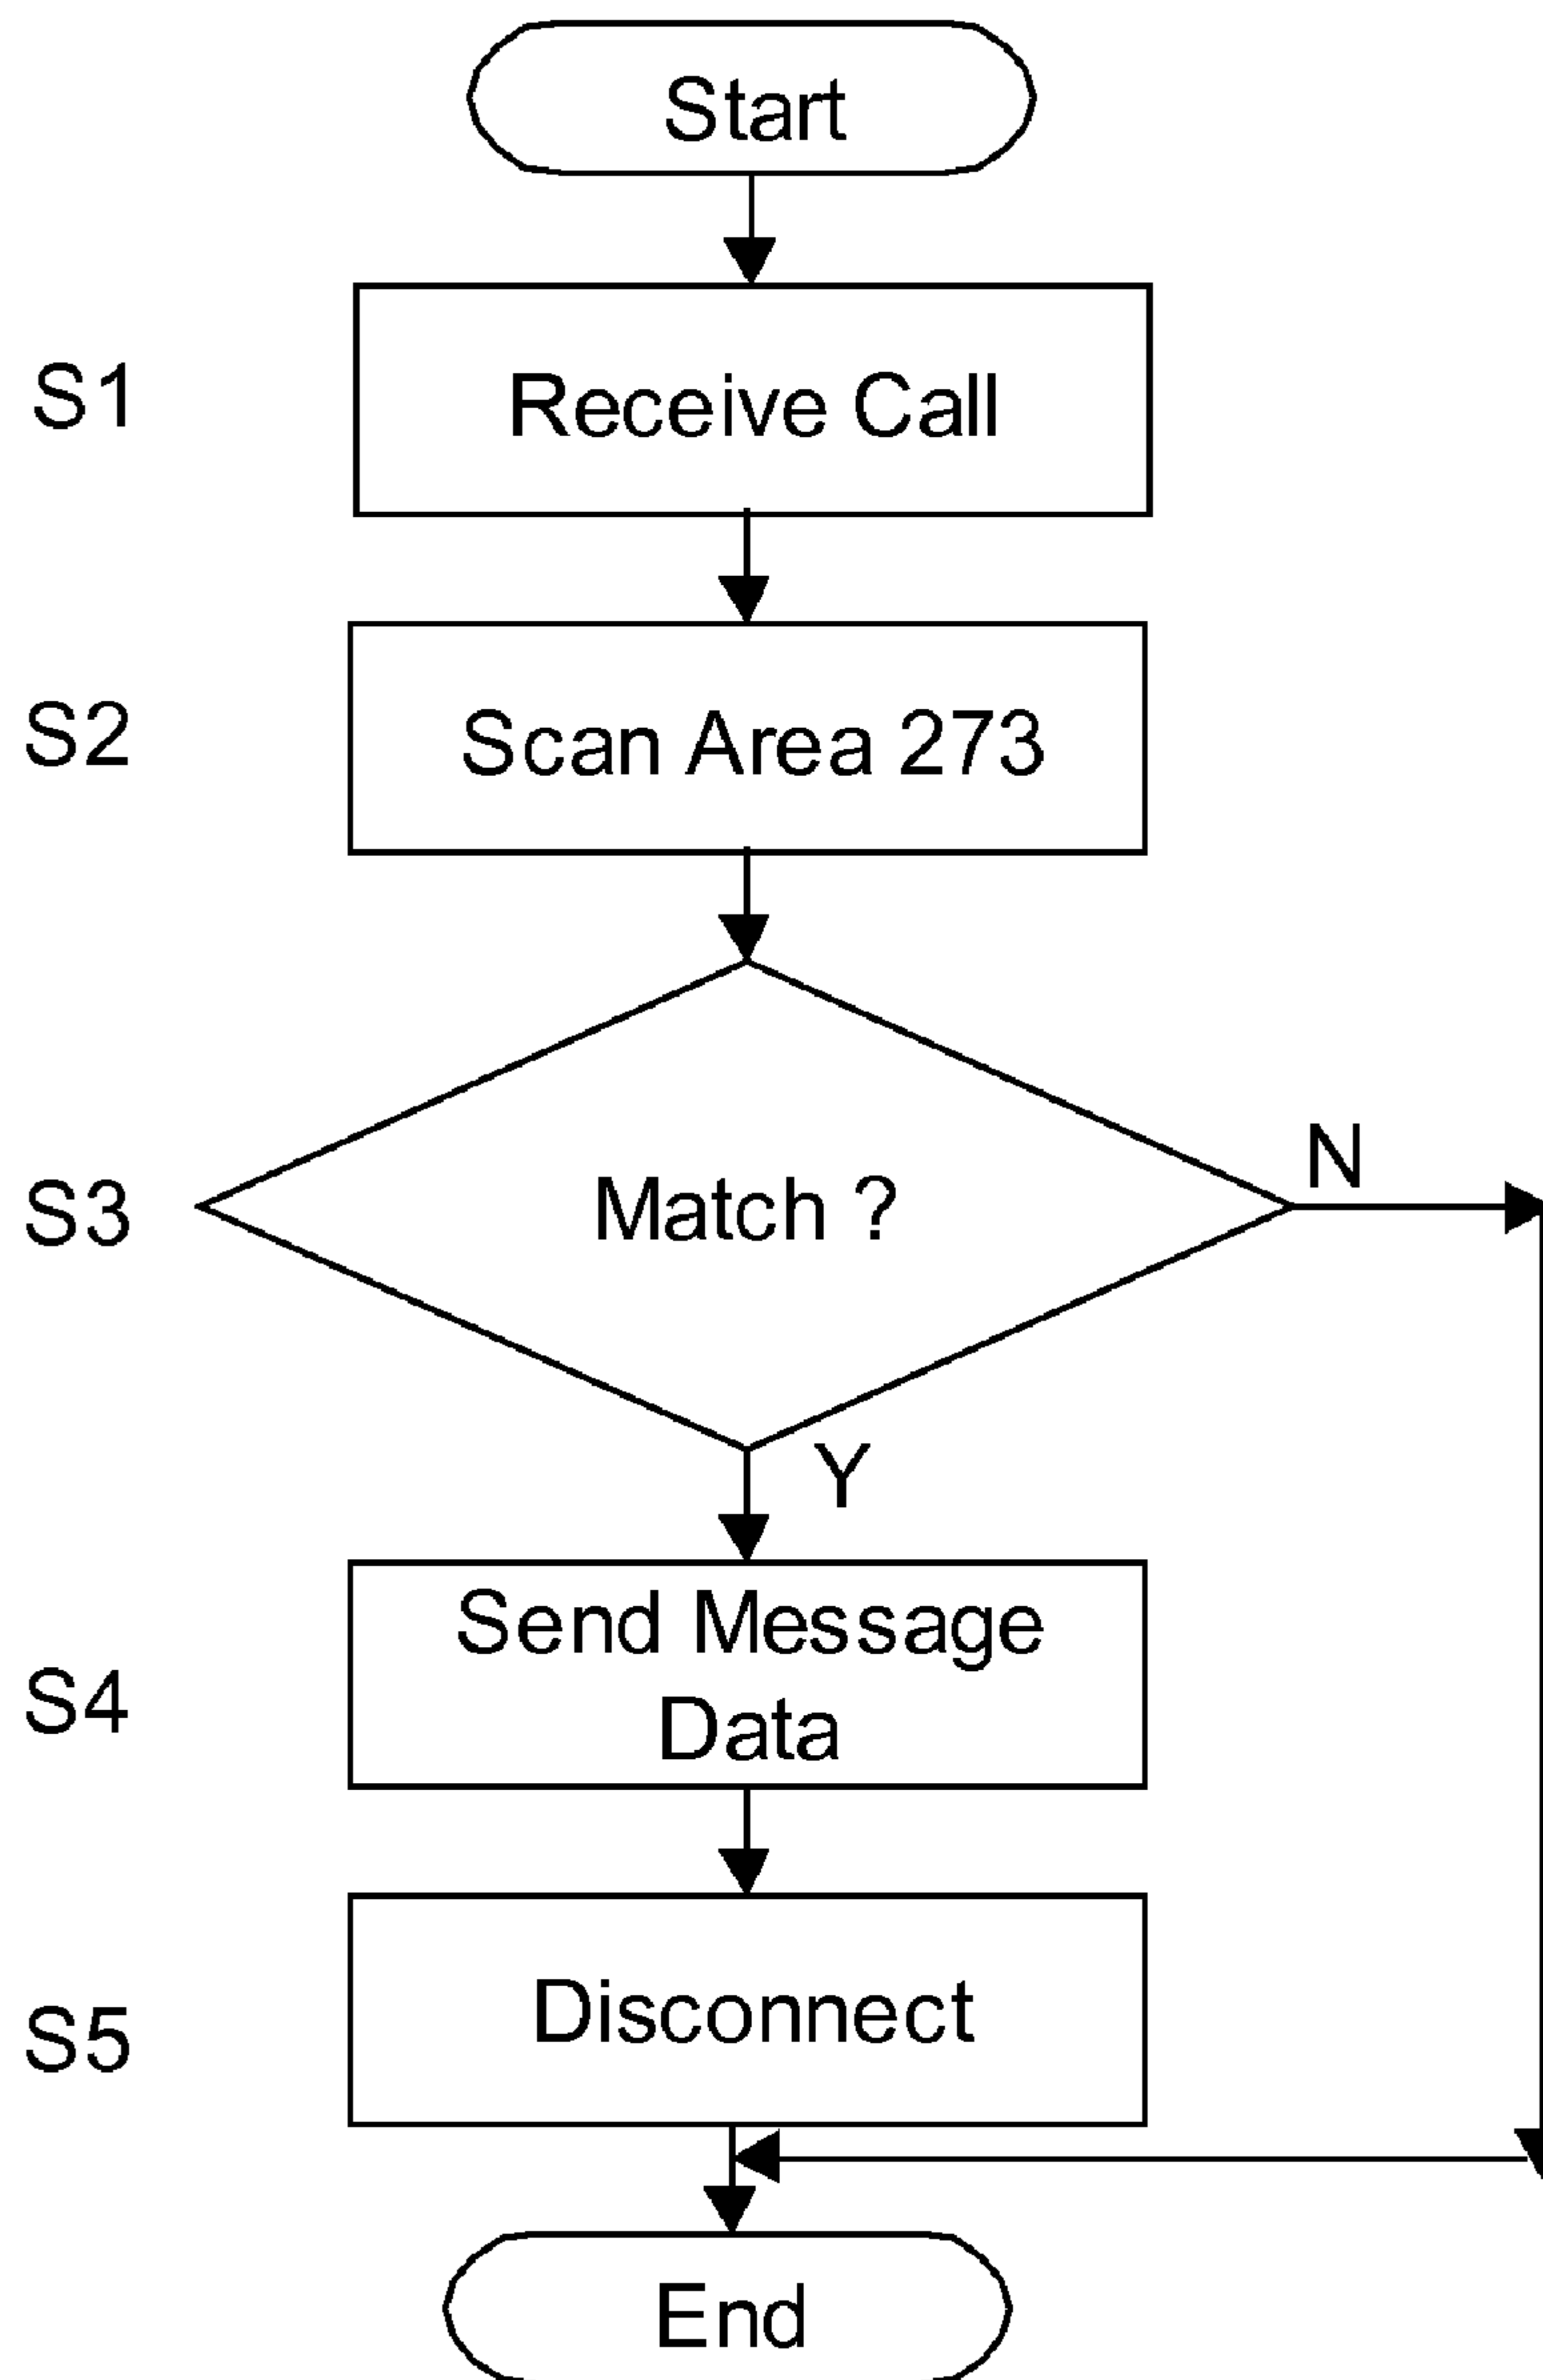 Start
S1
Receive Call
S2
Scan Area 273
S3
Match ?
N
Y
S4
Send Message
Data
S5
Disconnect
End